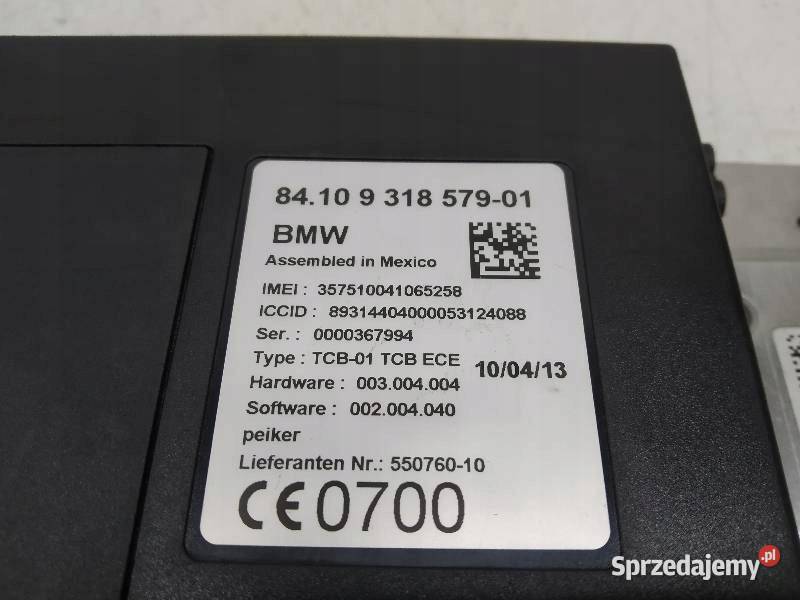 84.10 9 318 579-01
BMW
Assembled in Mexico
IMEI : 357510041065258
ICCID : 89314404000053124088
Ser. : 0000367994
Type : TCB-01 TCB ECE 10/04/13
Hardware : 003.004.004
Software : 002.004.040
peiker
Lieferanten Nr.: 550760-10
CE0700
Sprzedajemy.pl